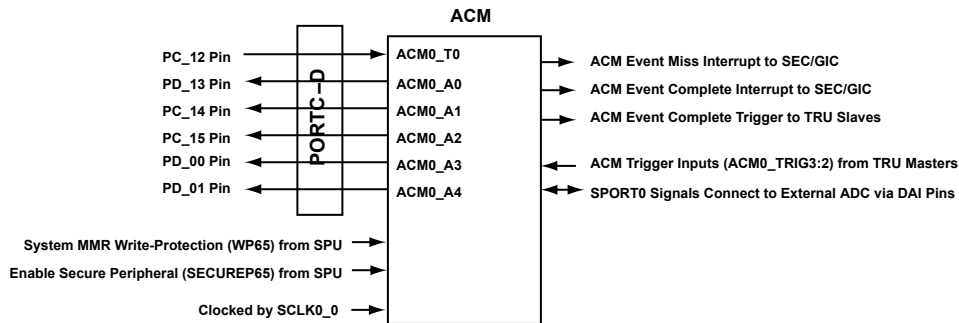 ACM
PC_12 Pin
PD_13 Pin
PC_14 Pin
PC_15 Pin
PD_00 Pin
PD_01 Pin
PORTC–D
ACM0_T0
ACM0_A0
ACM0_A1
ACM0_A2
ACM0_A3
ACM0_A4
ACM Event Miss Interrupt to SEC/GIC
ACM Event Complete Interrupt to SEC/GIC
ACM Event Complete Trigger to TRU Slaves
ACM Trigger Inputs (ACM0_TRIG3:2) from TRU Masters
SPORT0 Signals Connect to External ADC via DAI Pins
System MMR Write-Protection (WP65) from SPU
Enable Secure Peripheral (SECUREP65) from SPU
Clocked by SCLK0_0